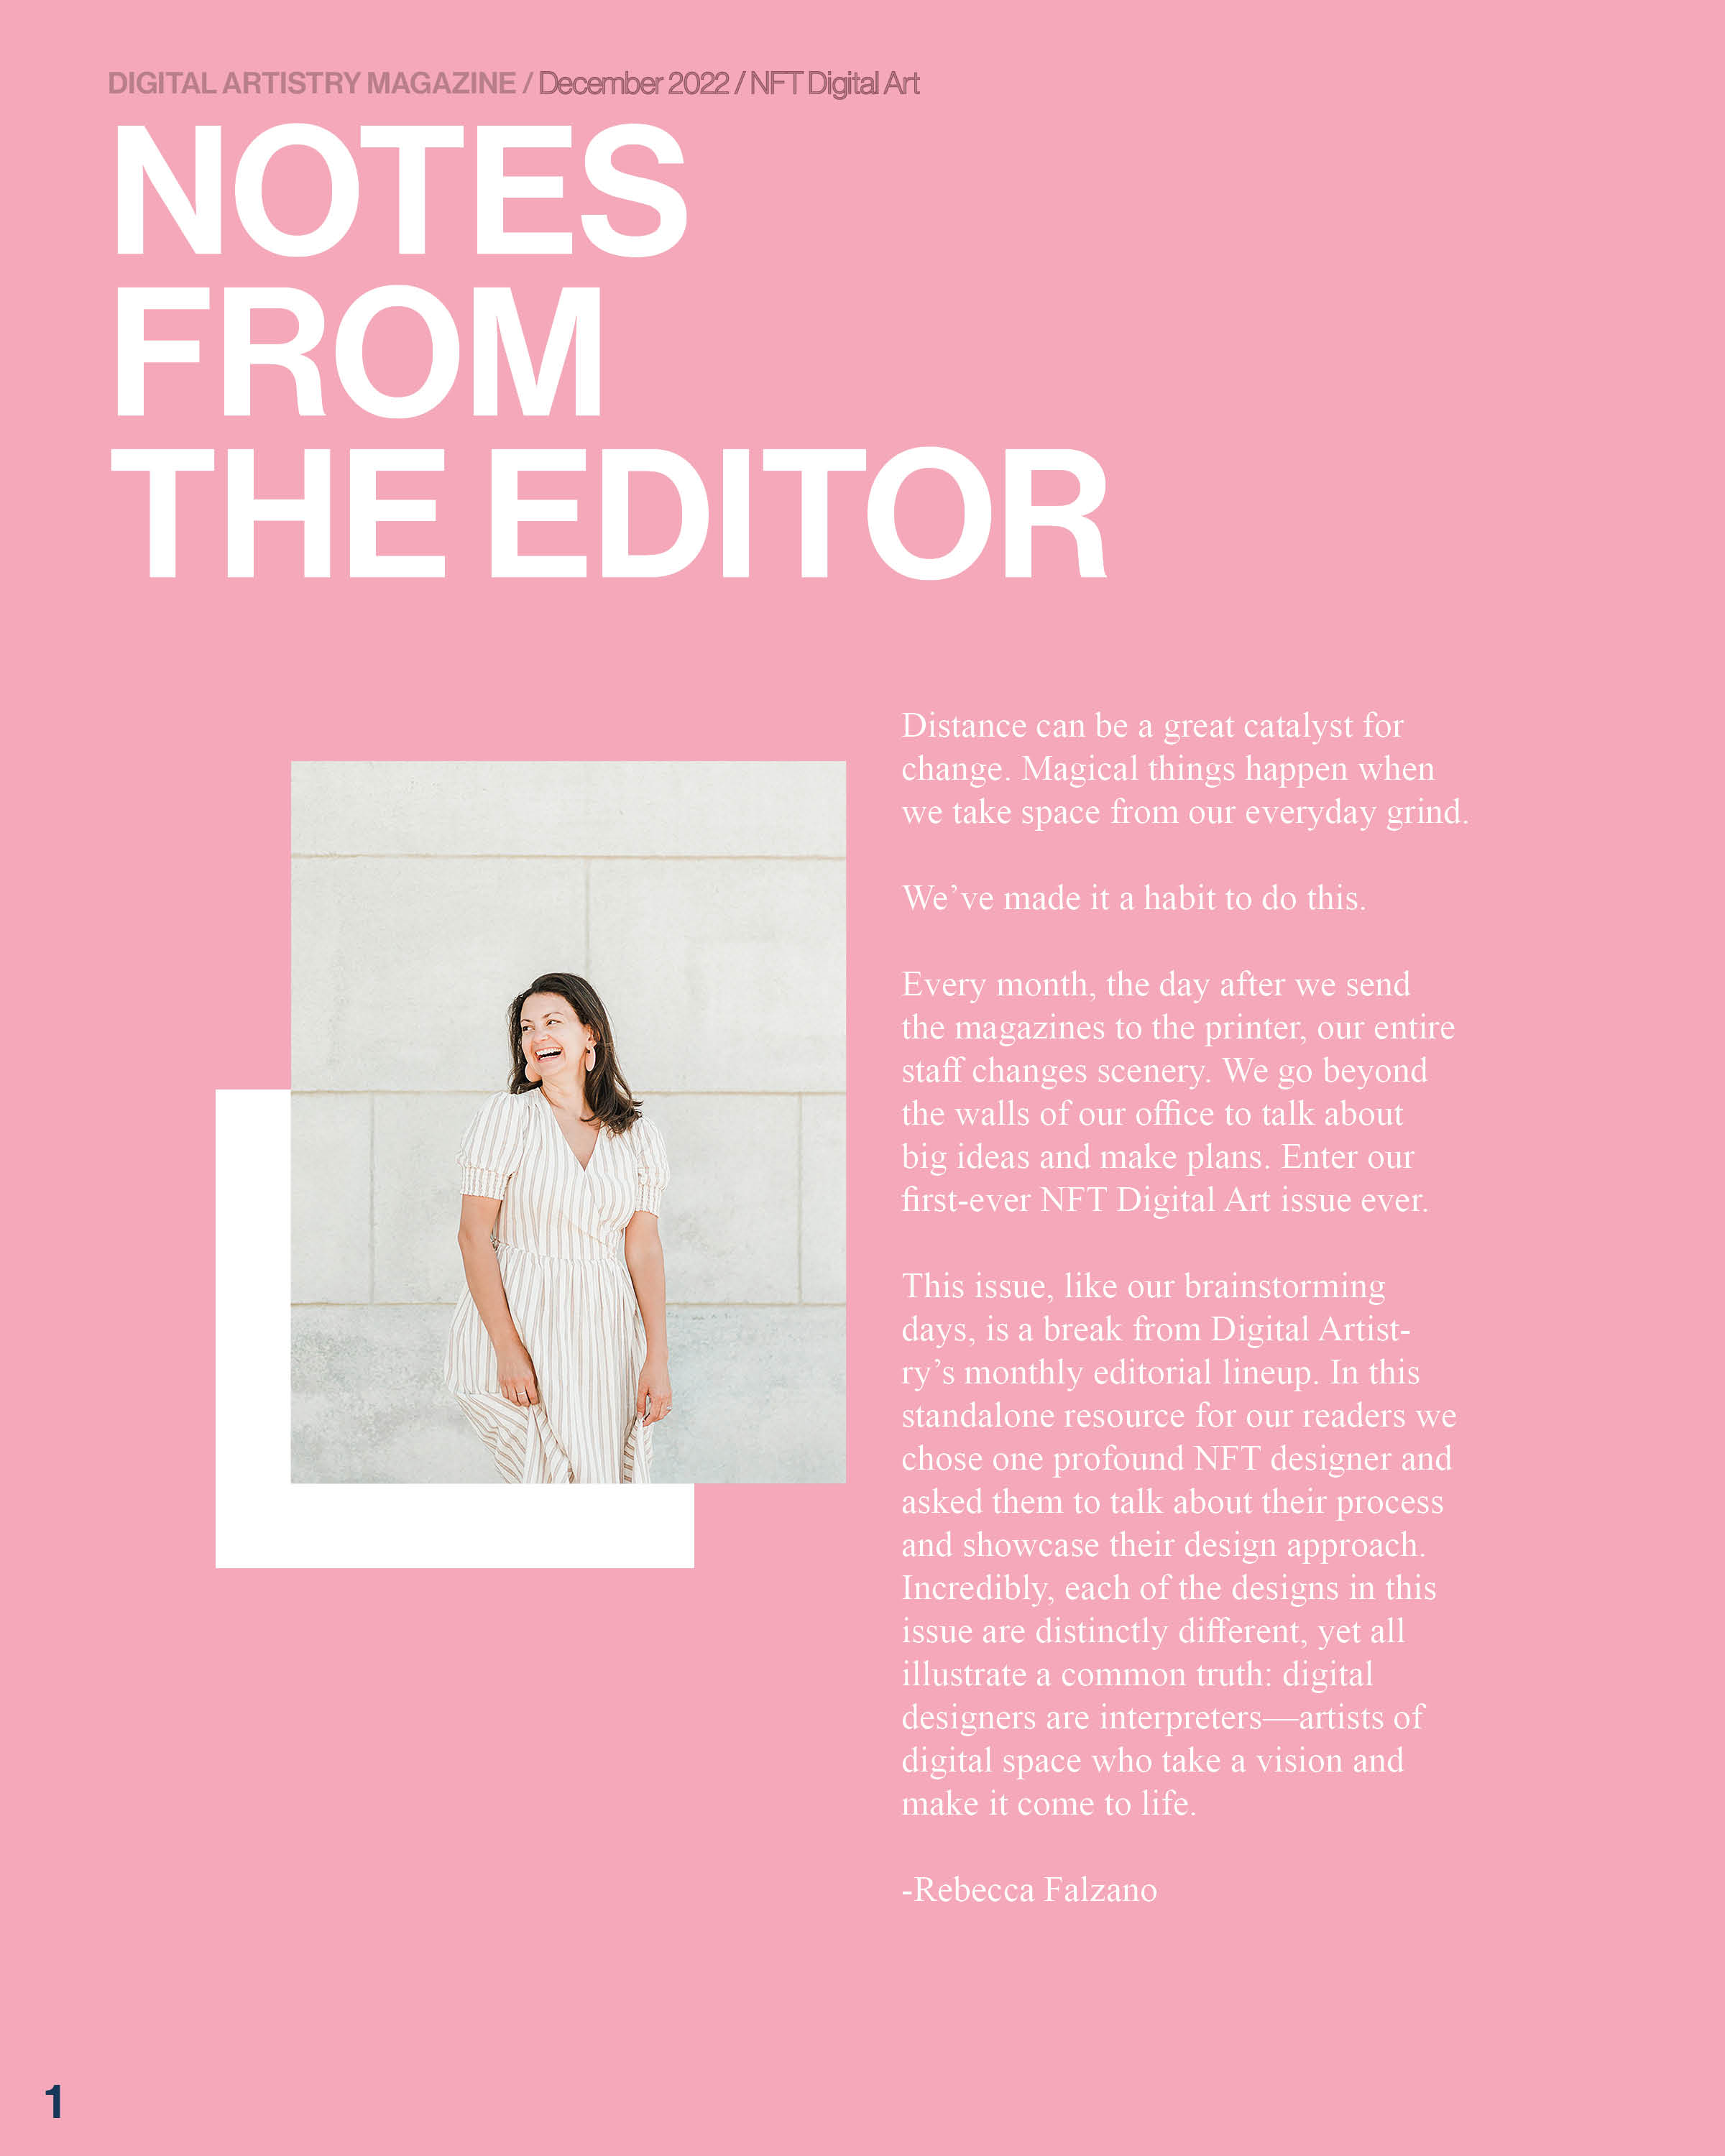 DIGITAL ARTISTRY MAGAZINE / December 2022 / NFT Digital Art
NOTES
FROM
THE EDITOR
Distance can be a great catalyst for
change. Magical things happen when
we take space from our everyday grind.
We’ve made it a habit to do this.
Every month, the day after we send
the magazines to the printer, our entire
staff changes scenery. We go beyond
the walls of our office to talk about
big ideas and make plans. Enter our
first-ever NFT Digital Art issue ever.
This issue, like our brainstorming
days, is a break from Digital Artist-
ry’s monthly editorial lineup. In this
standalone resource for our readers we
chose one profound NFT designer and
asked them to talk about their process
and showcase their design approach.
Incredibly, each of the designs in this
issue are distinctly different, yet all
illustrate a common truth: digital
designers are interpreters—artists of
digital space who take a vision and
make it come to life.
-Rebecca Falzano
1